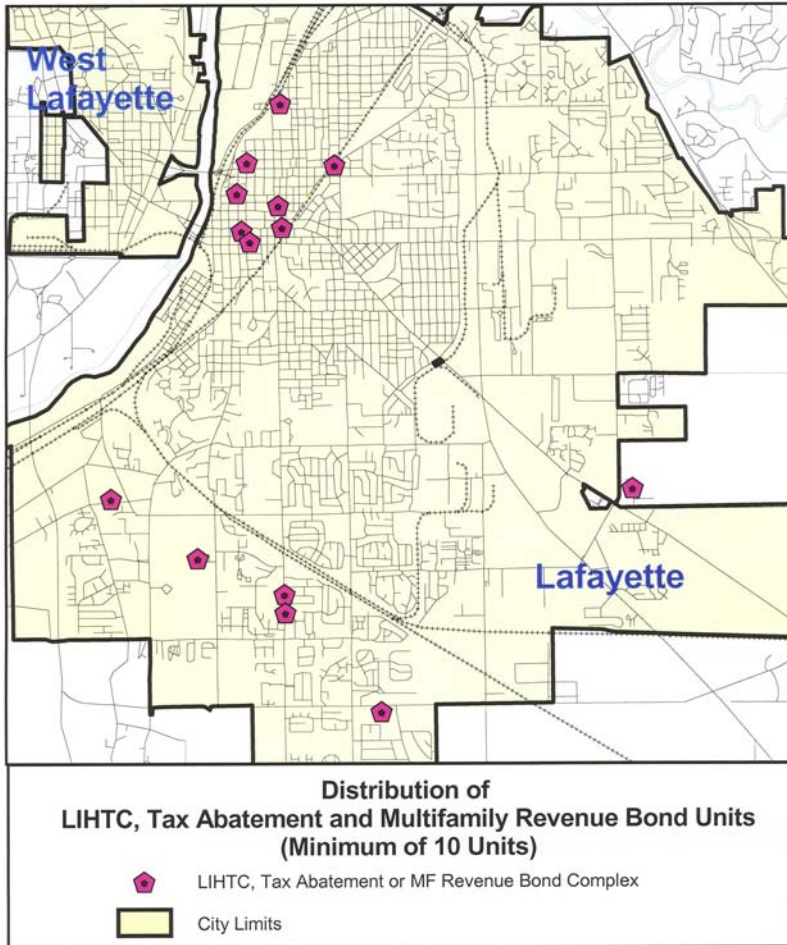 West
Lafayette
Lafayette
Distribution of
LIHTC, Tax Abatement and Multifamily Revenue Bond Units
(Minimum of 10 Units)
LIHTC, Tax Abatement or MF Revenue Bond Complex
City Limits